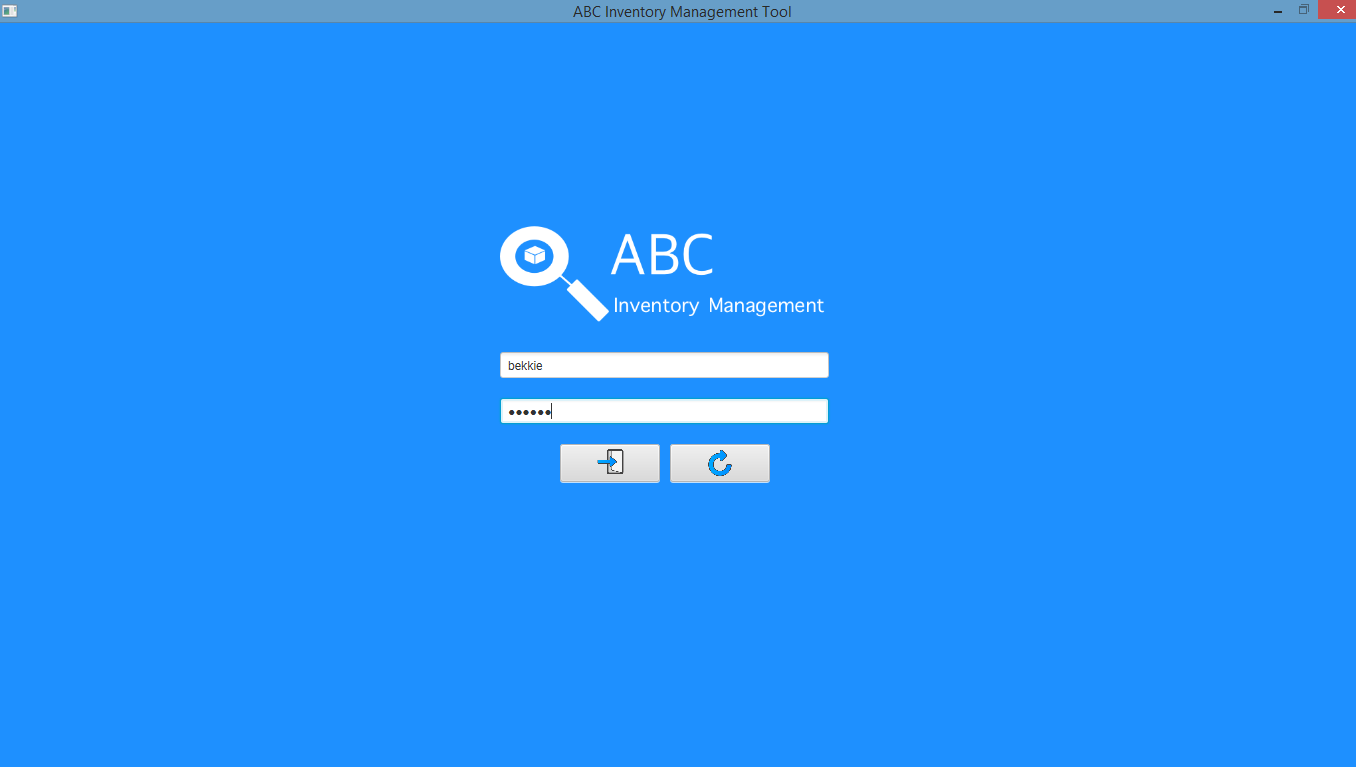 ABC Inventory Management Tool
ABC
Inventory Management
bekkie
••••••